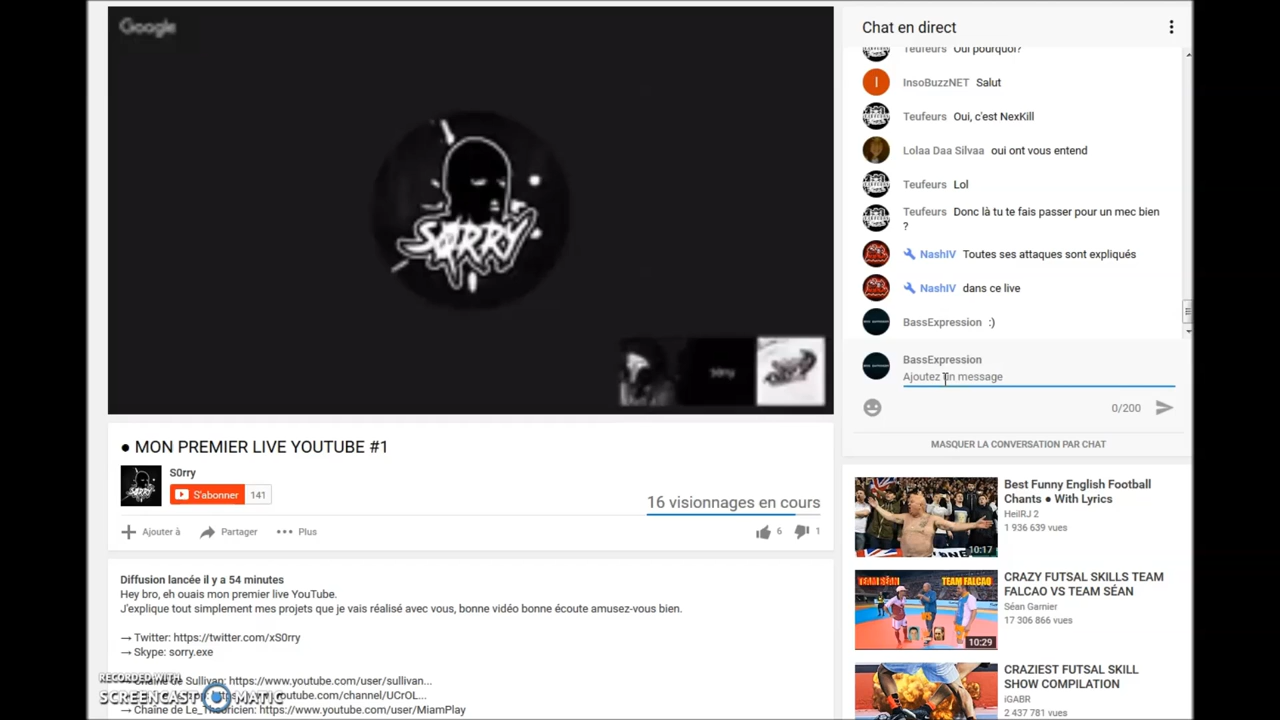 Google
SØRRY
Chat en direct
Teufeurs Oui pourquoi?
InsoBuzzNET Salut
Teufeurs Oui, c'est NexKill
Lolaa Daa Silvaa oui ont vous entend
Teufeurs Lol
Teufeurs Donc là tu te fais passer pour un mec bien
?
NashIV Toutes ses attaques sont expliqués
NashIV dans ce live
BassExpression :)
BassExpression
Ajoutez un message
0/200
MASQUER LA CONVERSATION PAR CHAT
● MON PREMIER LIVE YOUTUBE #1
S0rry
S'abonner 141
16 visionnages en cours
Ajouter à Partager Plus 6 1
Diffusion lancée il y a 54 minutes
Hey bro, eh ouais mon premier live YouTube.
J'explique tout simplement mes projets que je vais réalisé avec vous, bonne vidéo bonne écoute amusez-vous bien.
→ Twitter: https://twitter.com/xS0rry
→ Skype: sorry.exe
→ Chaîne de Sullivan: https://www.youtube.com/user/sullivan...
youtube.com/channel/UCrOL...
→ Chaîne de Le_Theoricien: https://www.youtube.com/user/MiamPlay
RECORDED WITH
SCREENCAST MATIC
Best Funny English Football
Chants ● With Lyrics
HeilRJ 2
1 936 639 vues
10:17
TEAM SÉAN TEAM FALCAO
CRAZY FUTSAL SKILLS TEAM
FALCAO VS TEAM SÉAN
Séan Garnier
17 306 866 vues
10:29
CRAZIEST FUTSAL SKILL
SHOW COMPILATION
iGABR
2 437 781 vues